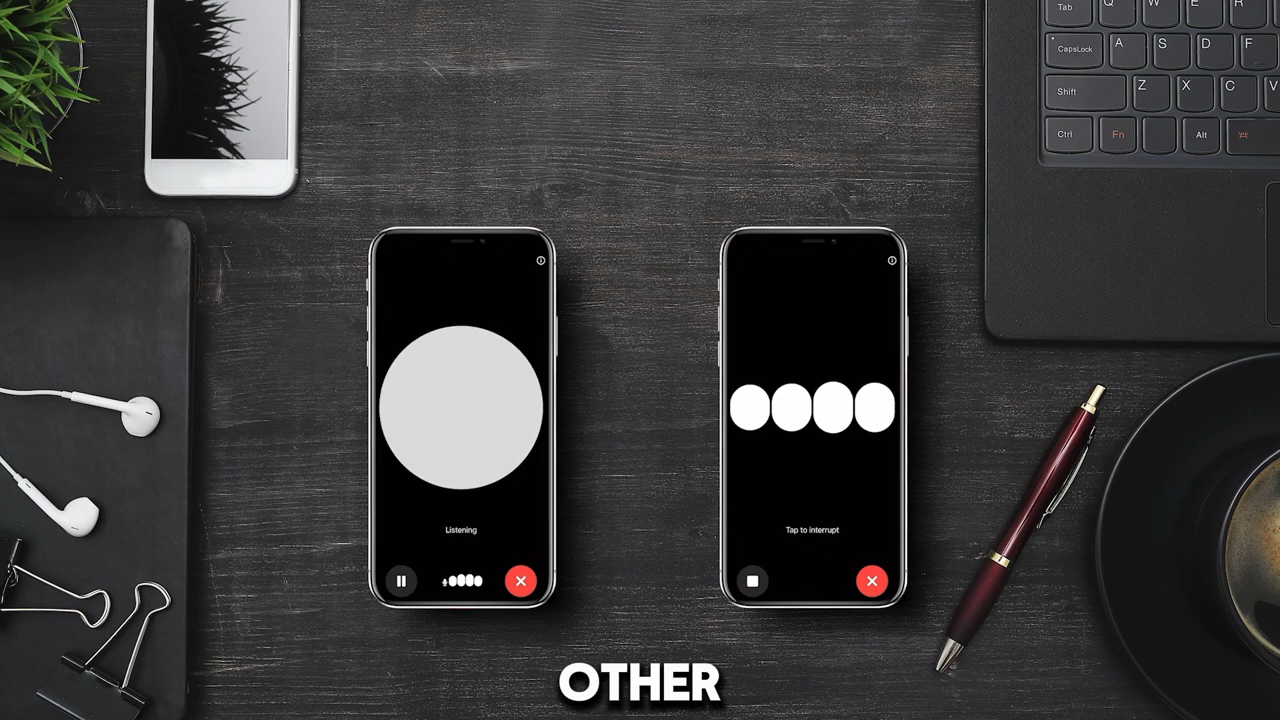 Tab Q W E R
CapsLock A S D F
Shift Z X C V
Ctrl Fn Alt
Listening
Tap to interrupt
OTHER